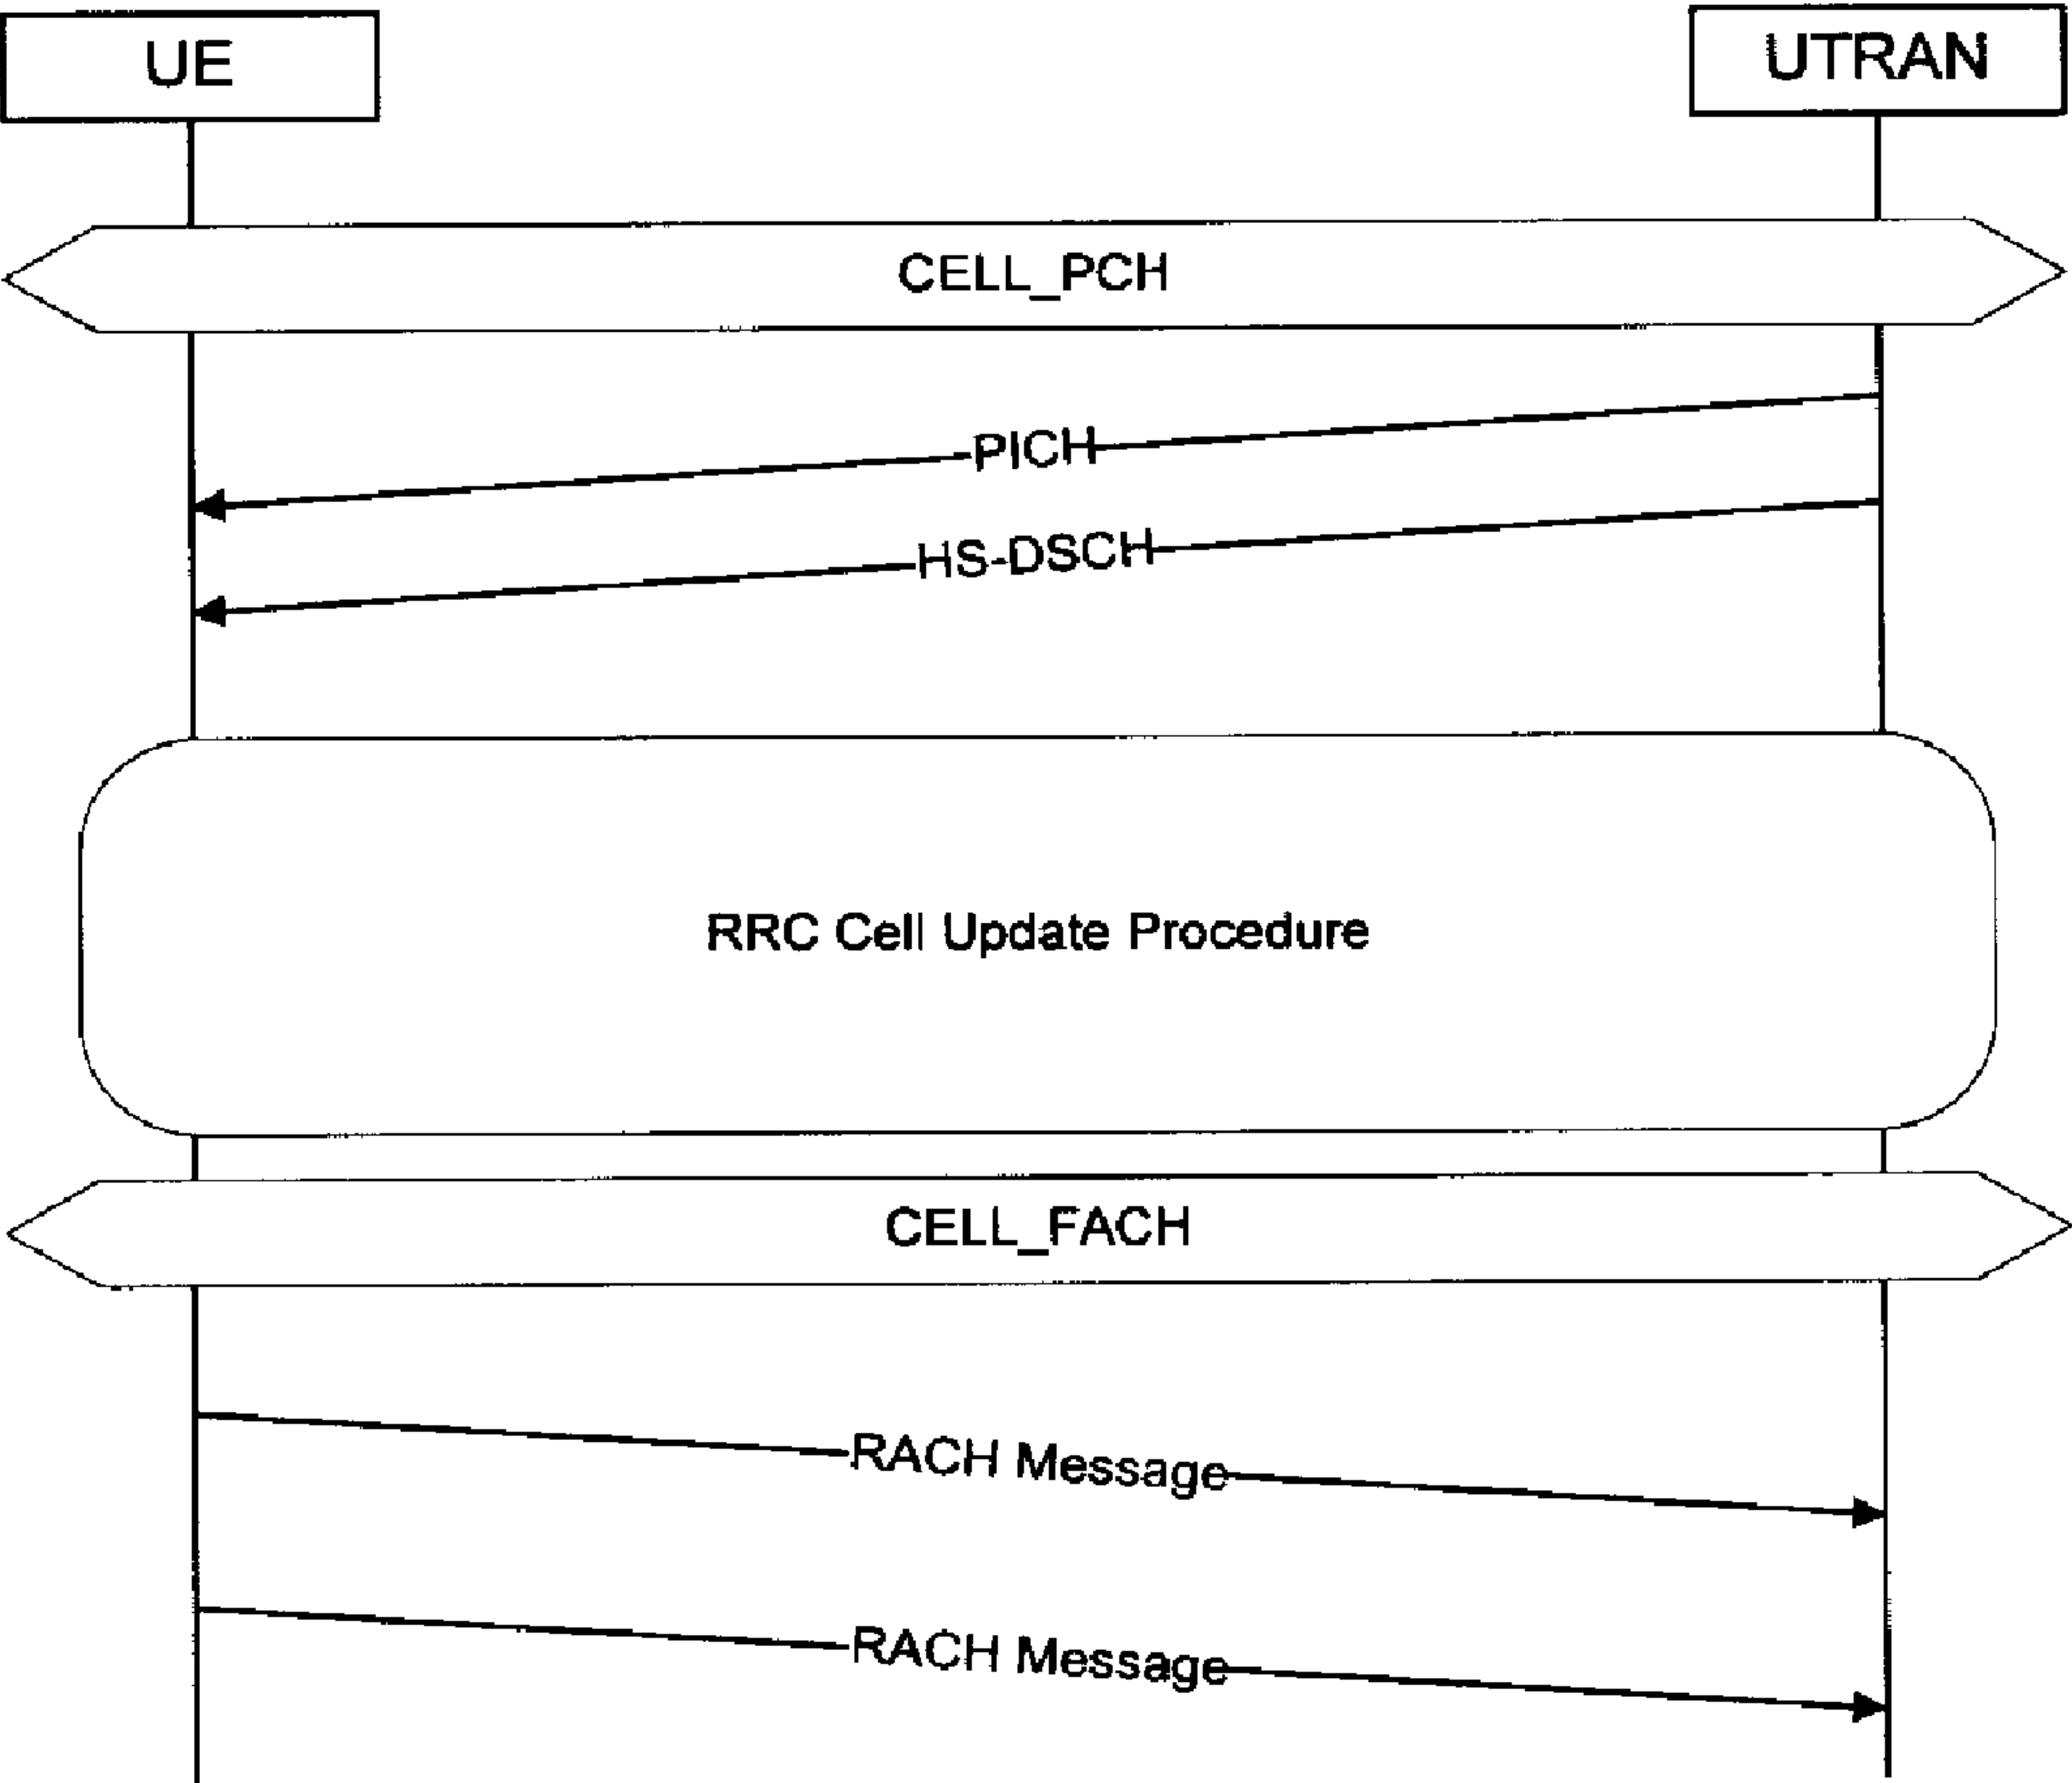 UE
UTRAN
CELL_PCH
PICH
HS-DSCH
RRC Cell Update Procedure
CELL_FACH
RACH Message
RACH Message